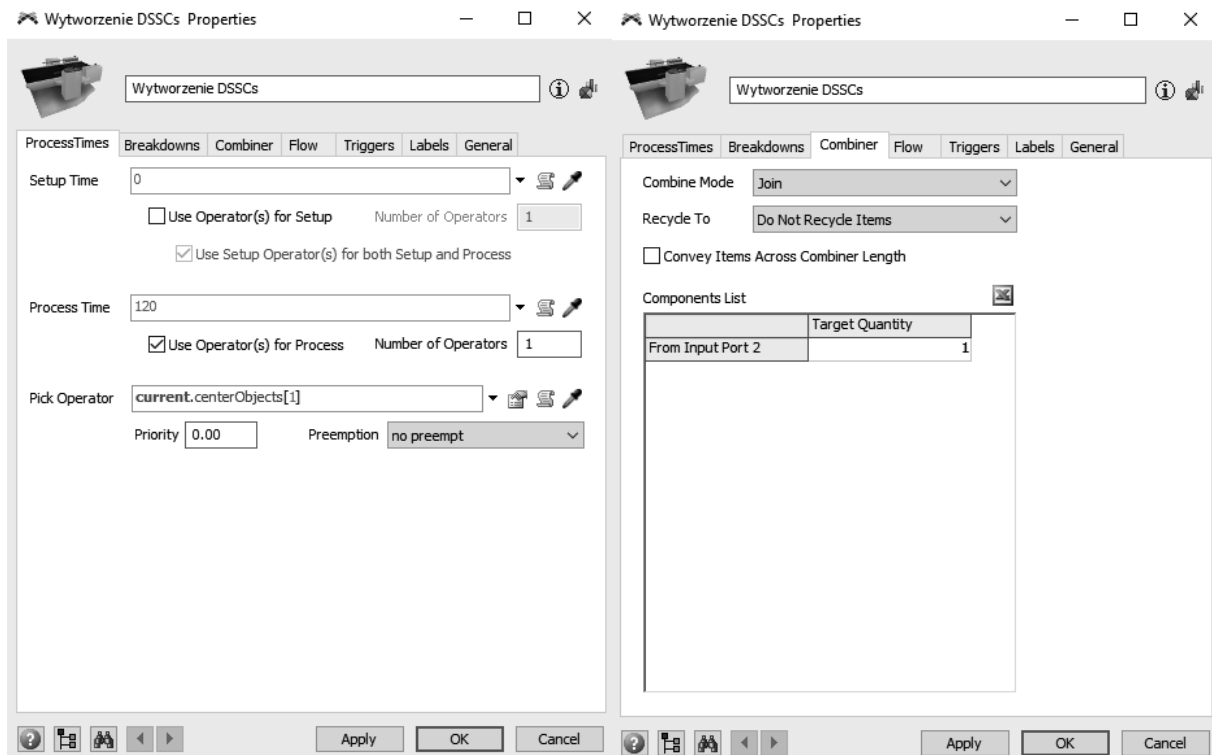 Wytworzenie DSSCs Properties
Wytworzenie DSSCs
ProcessTimes Breakdowns Combiner Flow Triggers Labels General
Setup Time 0
Use Operator(s) for Setup Number of Operators 1
Use Setup Operator(s) for both Setup and Process
Process Time 120
Use Operator(s) for Process Number of Operators 1
Pick Operator current.centerObjects[1]
Priority 0.00 Preemption no preempt
Apply OK Cancel
Wytworzenie DSSCs Properties
Wytworzenie DSSCs
ProcessTimes Breakdowns Combiner Flow Triggers Labels General
Combine Mode Join
Recycle To Do Not Recycle Items
Convey Items Across Combiner Length
Components List
Target Quantity
From Input Port 2 1
Apply OK Cancel